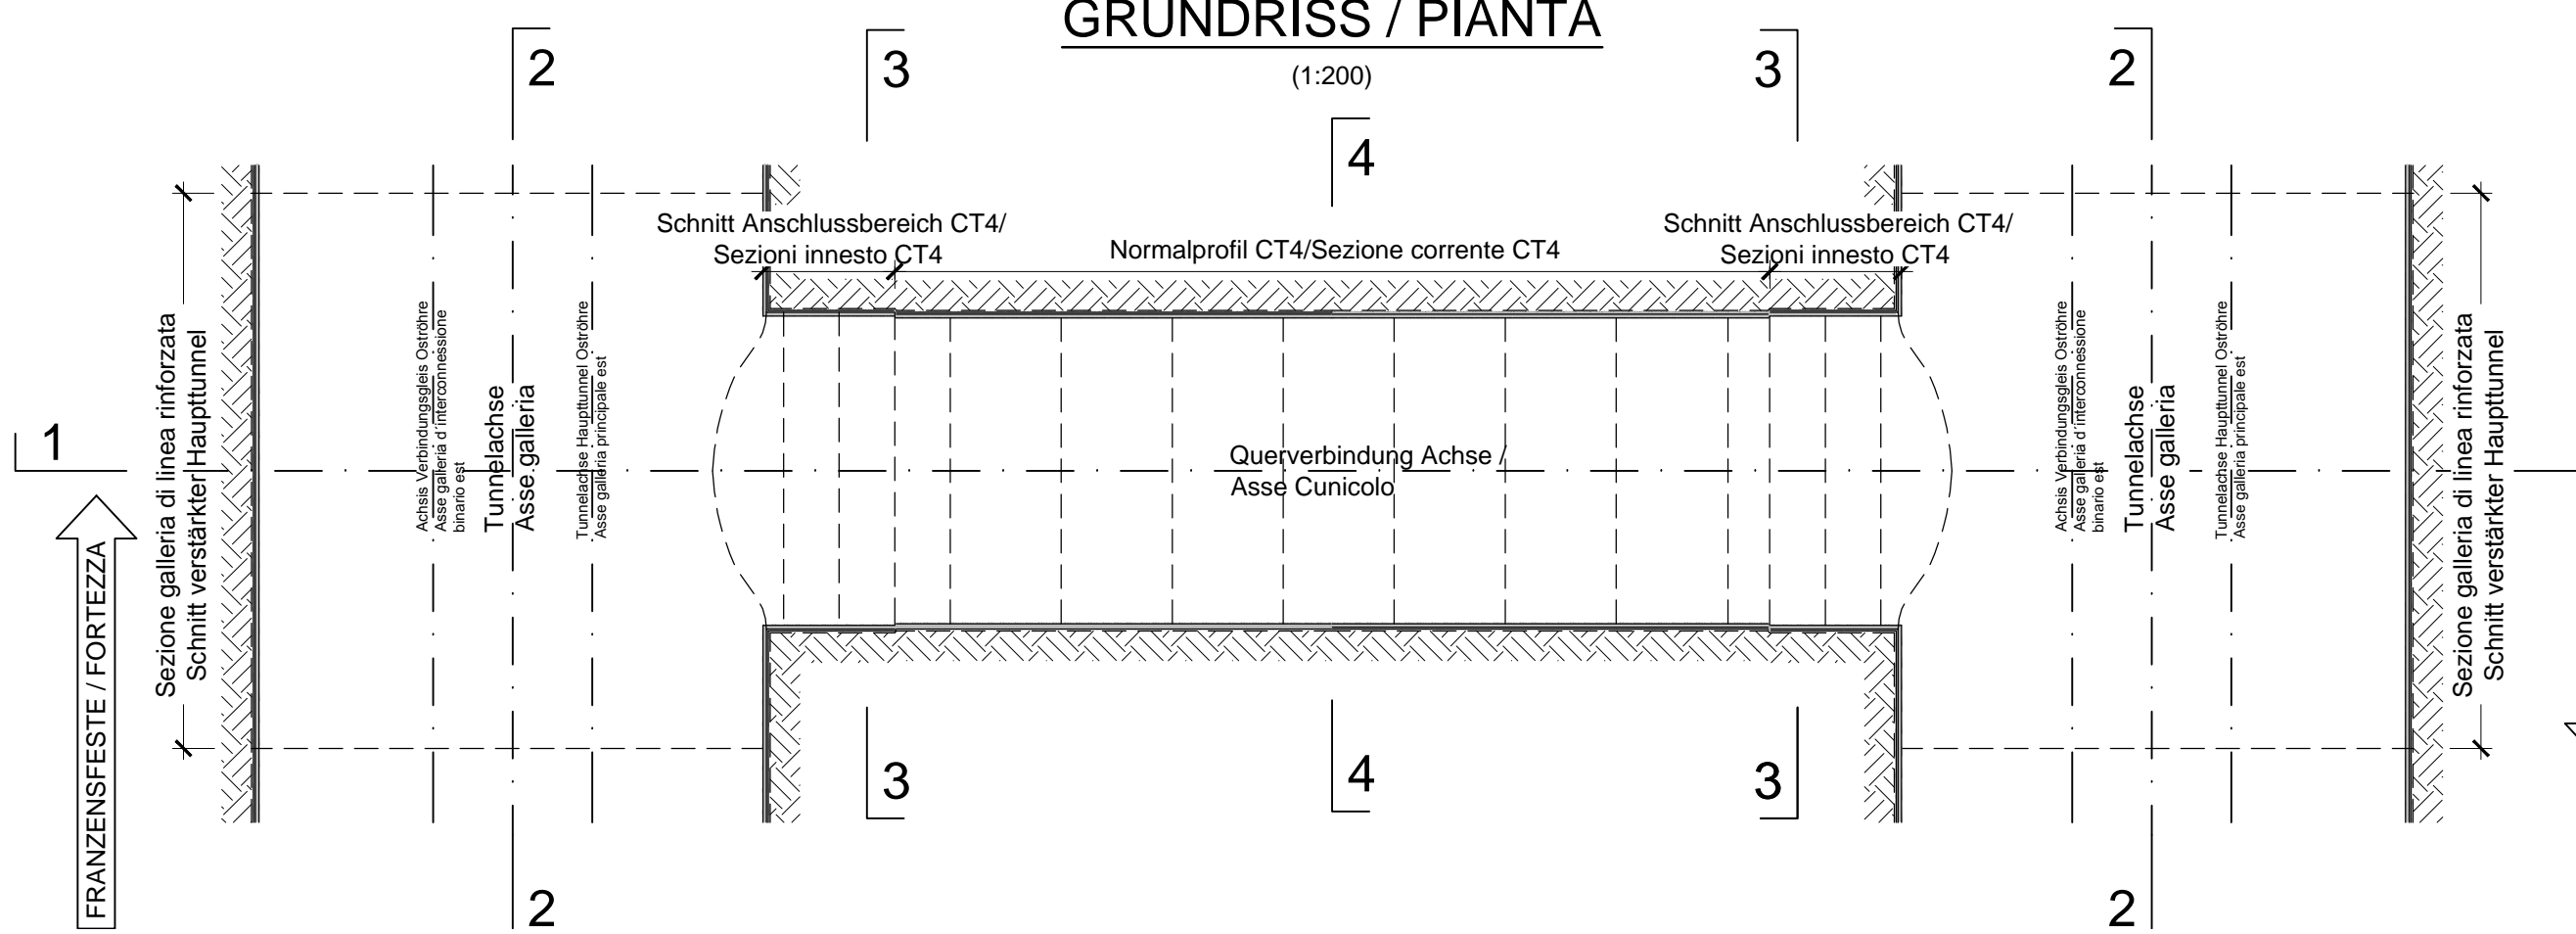 GRUNDRISS / PIANTA
(1:200)
2
3
3
2
4
Schnitt Anschlussbereich CT4/
Sezioni innesto CT4
Normalprofil CT4/Sezione corrente CT4
Schnitt Anschlussbereich CT4/
Sezioni innesto CT4
1
FRANZENSFESTE / FORTEZZA
Sezione galleria di linea rinforzata
Schnitt verstärkter Haupttunnel
Achsis Verbindungsgleis Oströhre
Asse galleria d´interconnessione
binario est
Tunnelachse
Asse galleria
Tunnelachse Haupttunnel Oströhre
Asse galleria principale est
Querverbindung Achse /
Asse Cunicolo
Achsis Verbindungsgleis Oströhre
Asse galleria d´interconnessione
binario est
Tunnelachse
Asse galleria
Tunnelachse Haupttunnel Oströhre
Asse galleria principale est
Sezione galleria di linea rinforzata
Schnitt verstärkter Haupttunnel
3
4
3
2
2